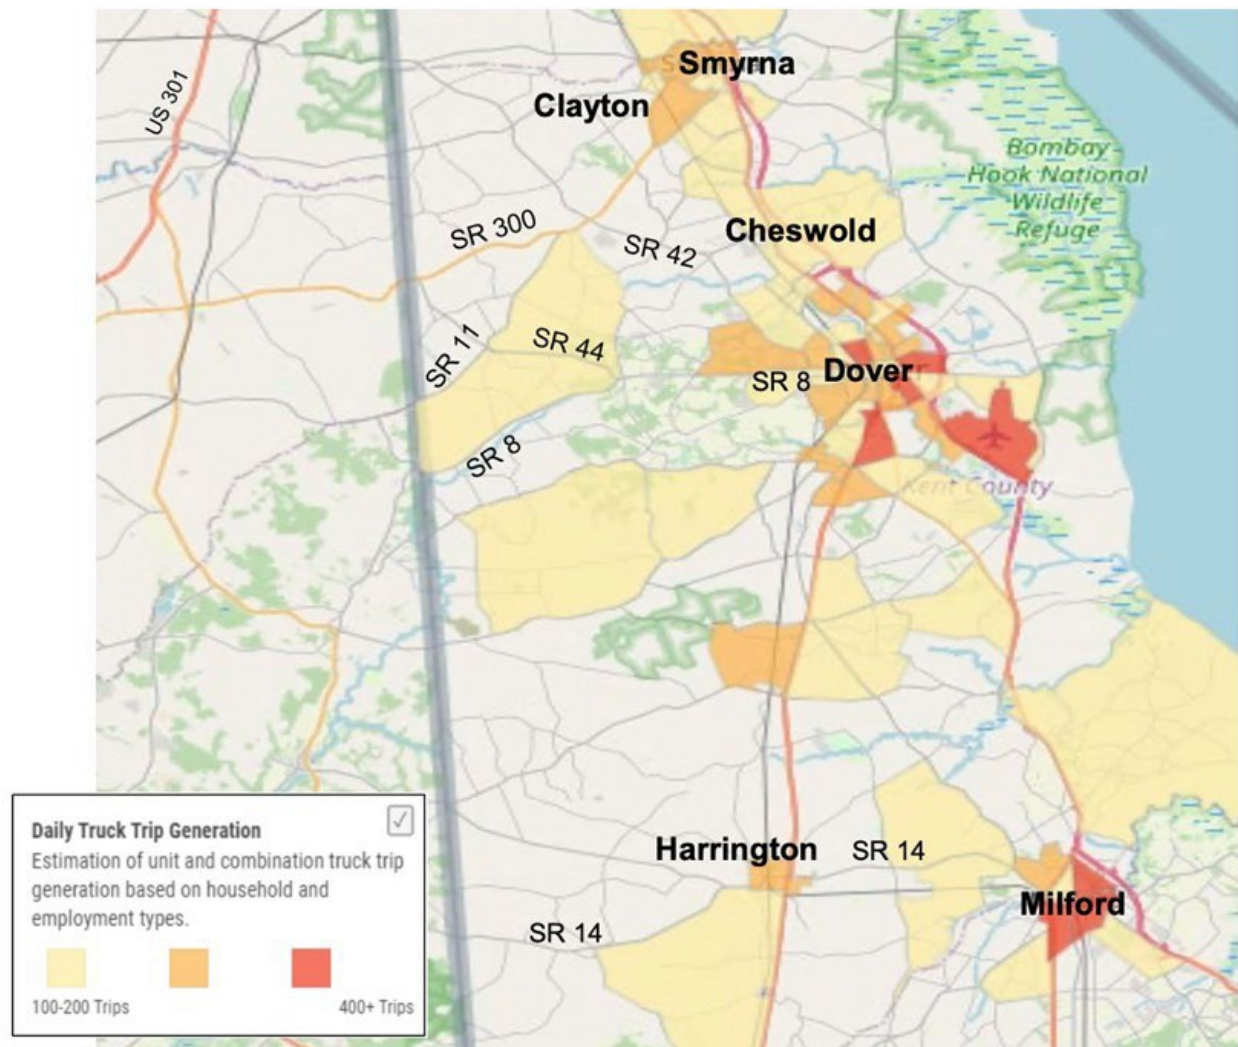 Smyrna
US 301
Clayton
Bombay
Hook National
Wildlife
Refuge
SR 300
Cheswold
SR 42
SR 11
SR 44
Dover
SR 8
SR 8
Kent County
Harrington
SR 14
Milford
SR 14
Daily Truck Trip Generation
Estimation of unit and combination truck trip
generation based on household and
employment types.
100-200 Trips
400+ Trips